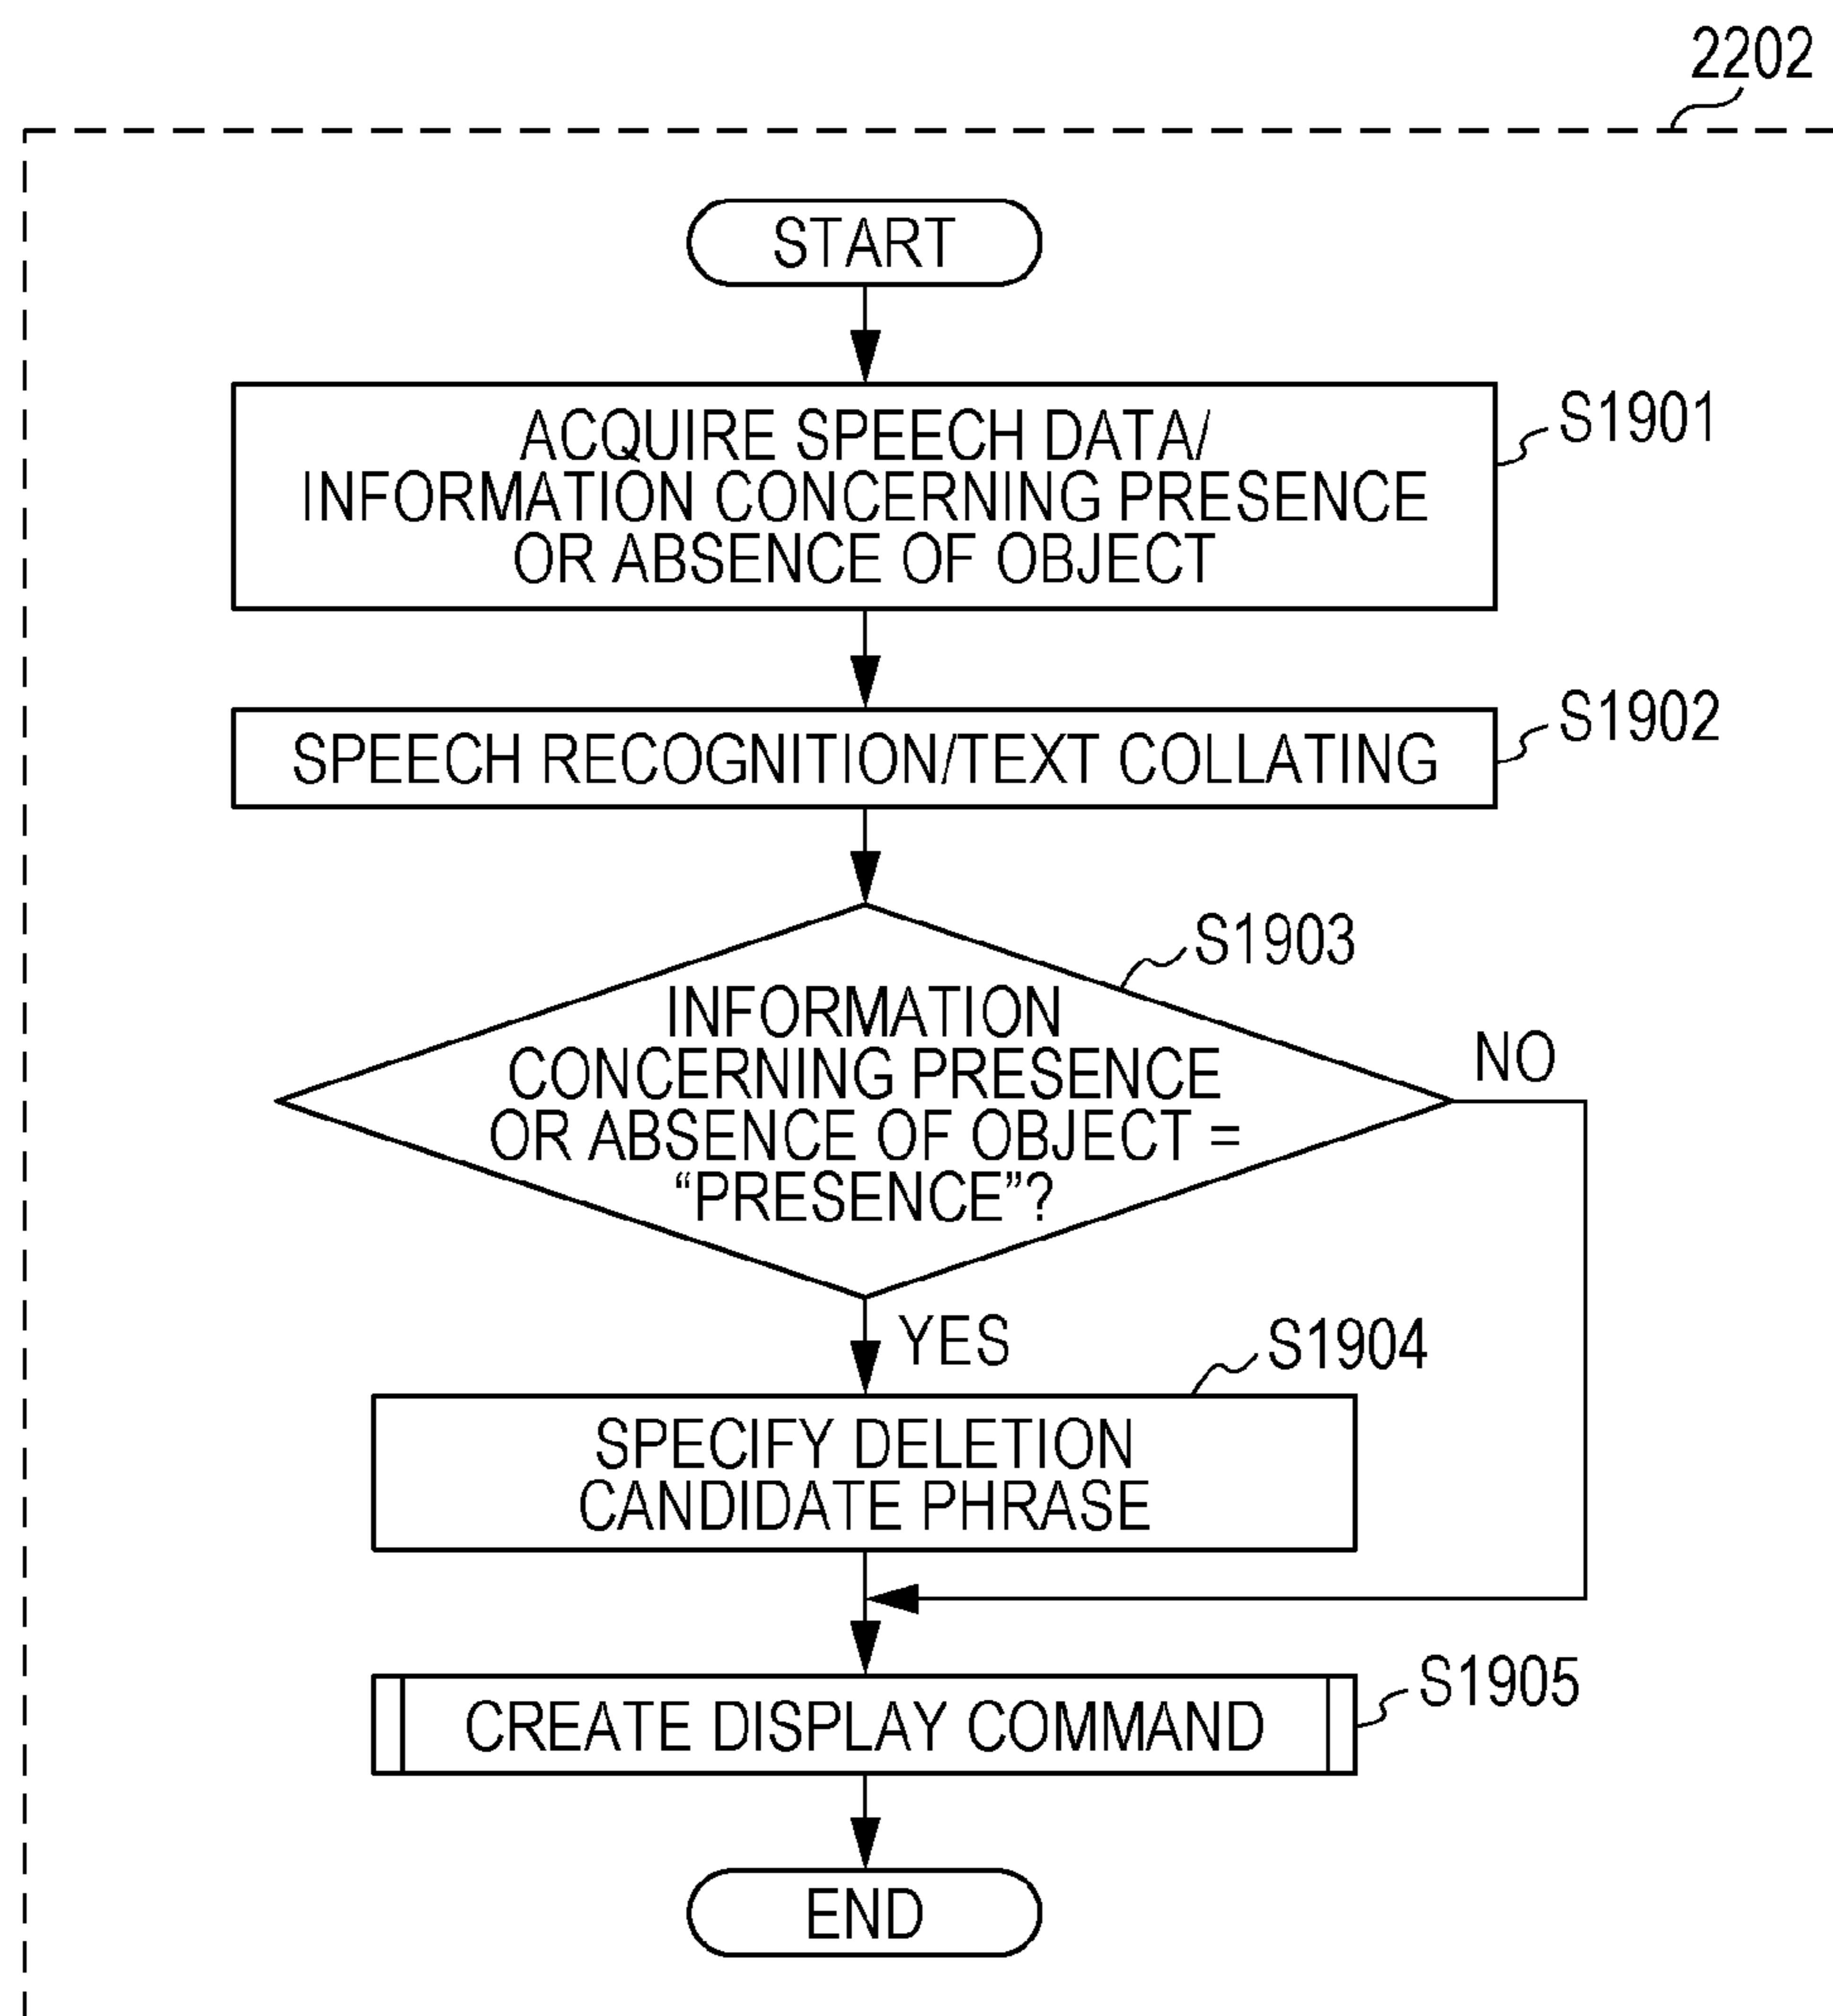 2202
START
ACQUIRE SPEECH DATA/
INFORMATION CONCERNING PRESENCE
OR ABSENCE OF OBJECT
S1901
SPEECH RECOGNITION/TEXT COLLATING
S1902
S1903
INFORMATION
CONCERNING PRESENCE
OR ABSENCE OF OBJECT =
“PRESENCE”?
NO
YES
S1904
SPECIFY DELETION
CANDIDATE PHRASE
CREATE DISPLAY COMMAND
S1905
END